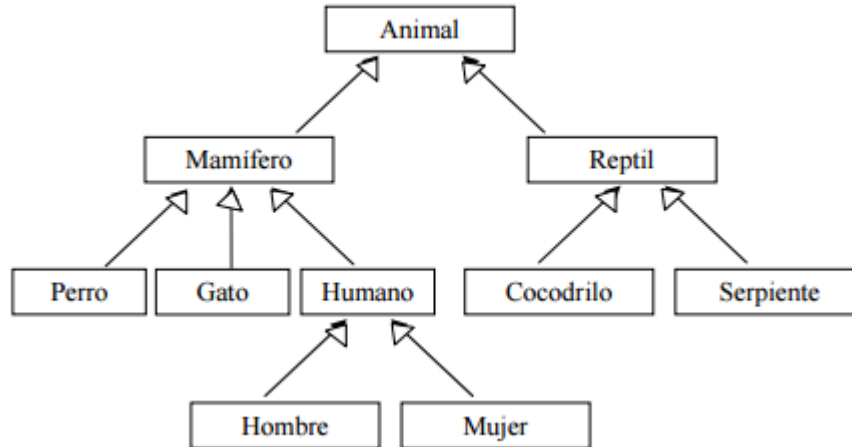 Animal
Mamífero
Reptil
Perro
Gato
Humano
Cocodrilo
Serpiente
Hombre
Mujer